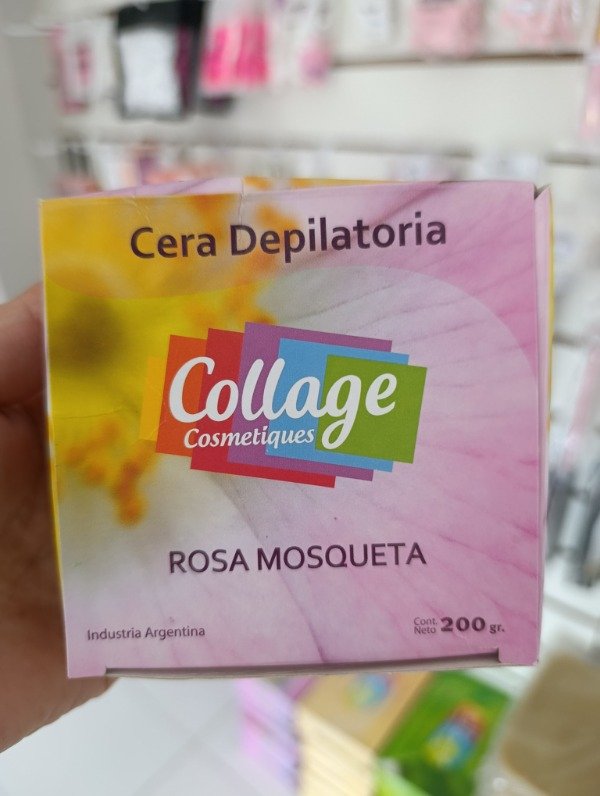 Cera Depilatoria
Collage
Cosmetiques
ROSA MOSQUETA
Industria Argentina
Cont.
Neto 200 gr.